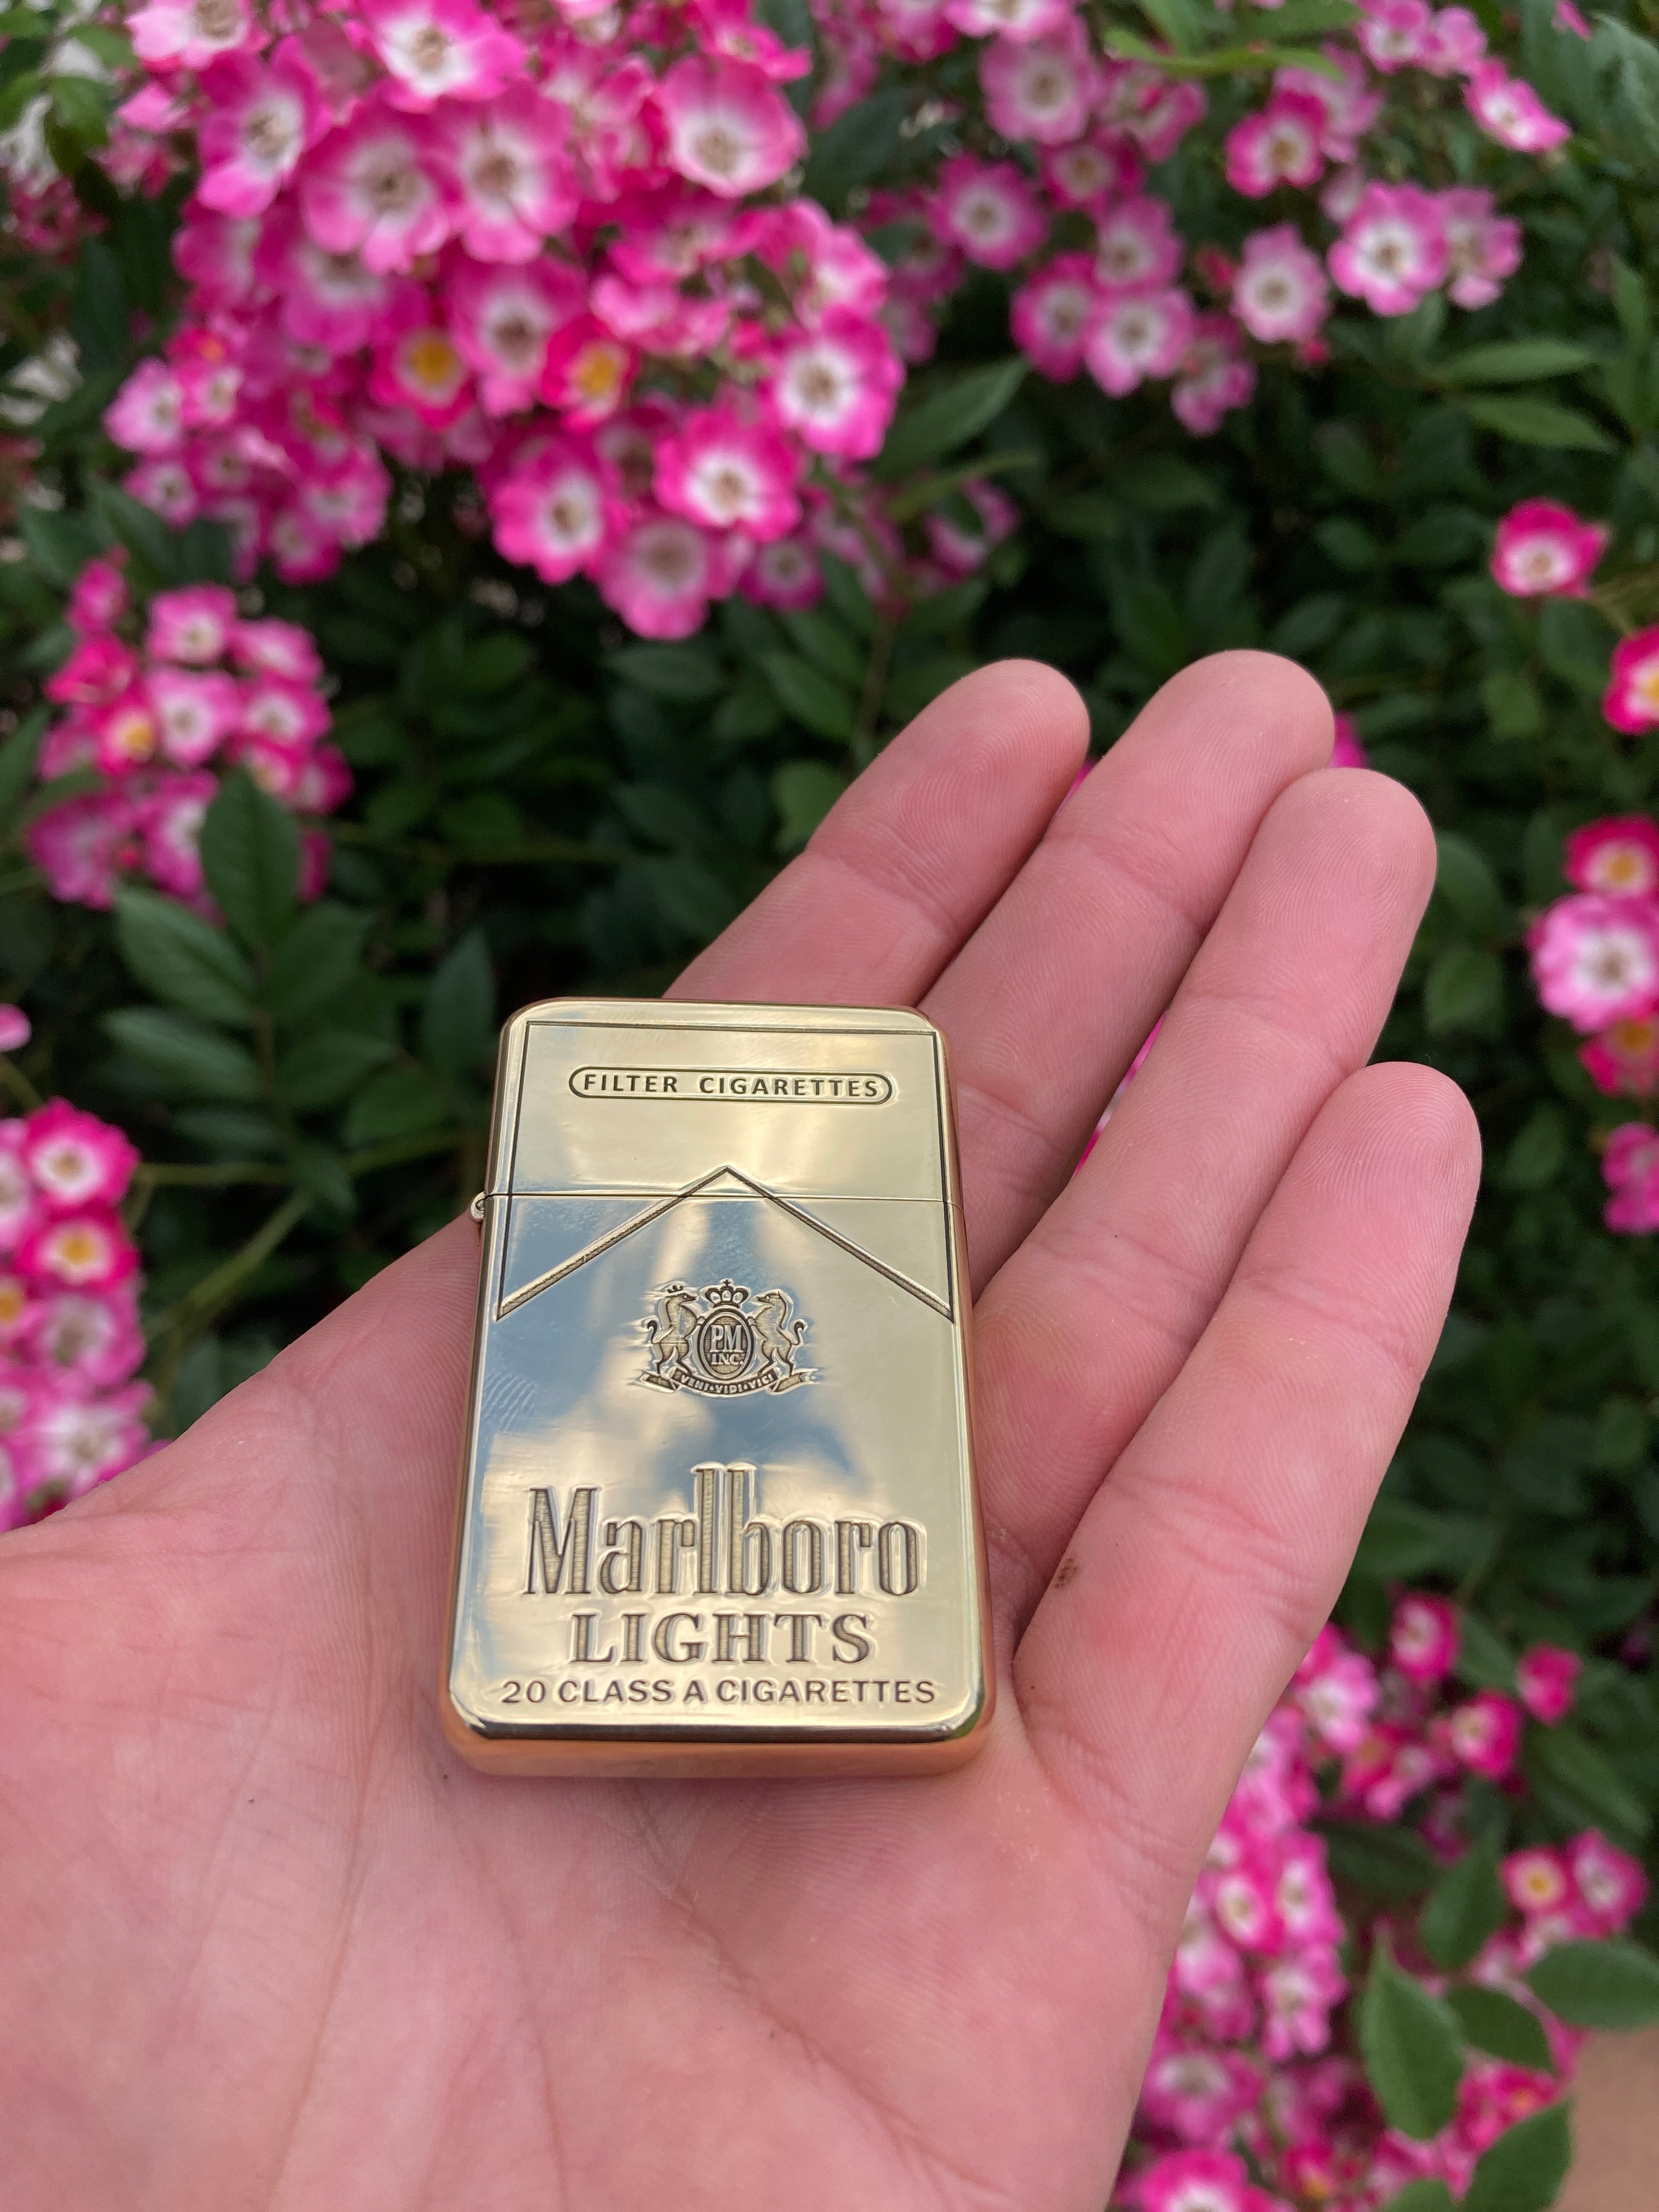 FILTER CIGARETTES
PM
INC.
VENI·VIDI·VICI
Marlboro
LIGHTS
20 CLASS A CIGARETTES